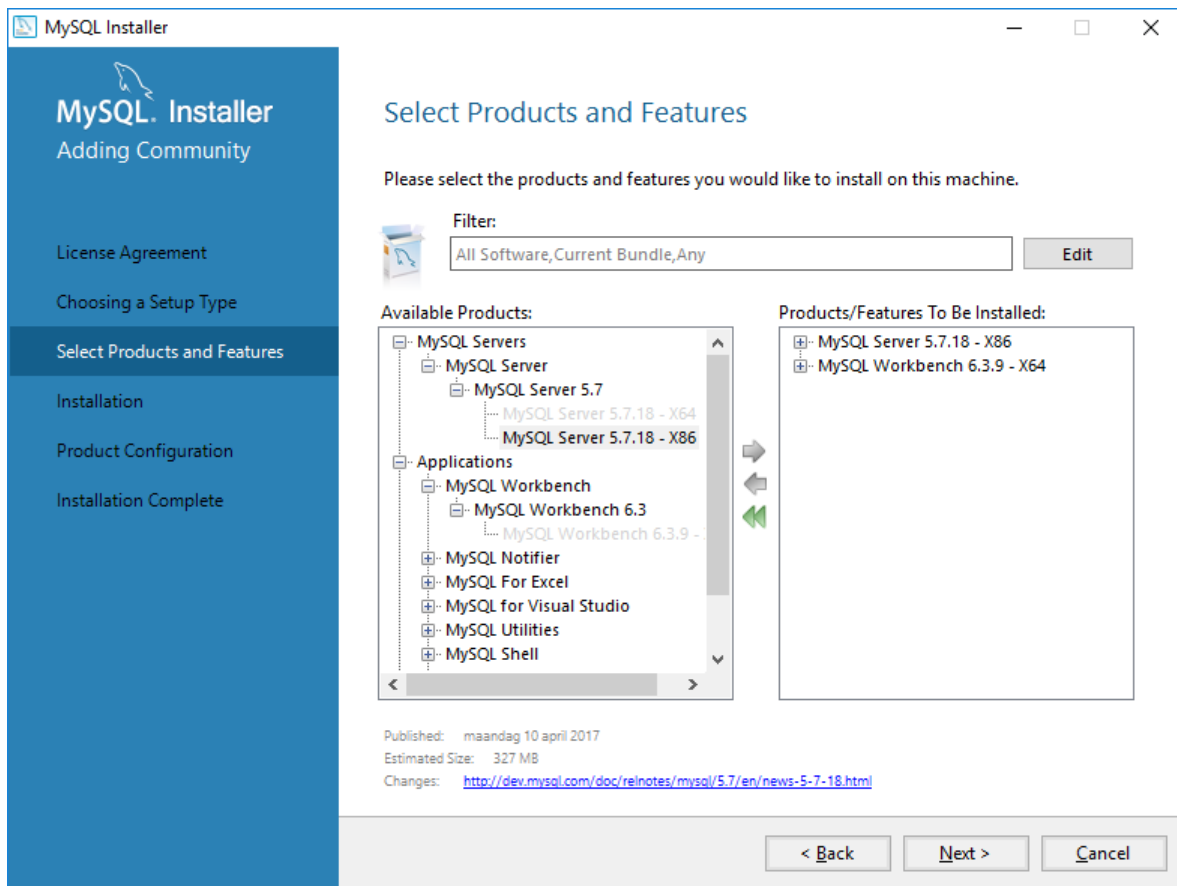 MySQL Installer
MySQL. Installer
Adding Community
License Agreement
Choosing a Setup Type
Select Products and Features
Installation
Product Configuration
Installation Complete
Select Products and Features
Please select the products and features you would like to install on this machine.
Filter:
All Software,Current Bundle,Any
Edit
Available Products:
MySQL Servers
MySQL Server
MySQL Server 5.7
MySQL Server 5.7.18 - X64
MySQL Server 5.7.18 - X86
Applications
MySQL Workbench
MySQL Workbench 6.3
MySQL Workbench 6.3.9 -
MySQL Notifier
MySQL For Excel
MySQL for Visual Studio
MySQL Utilities
MySQL Shell
Products/Features To Be Installed:
MySQL Server 5.7.18 - X86
MySQL Workbench 6.3.9 - X64
Published: maandag 10 april 2017
Estimated Size: 327 MB
Changes: http://dev.mysql.com/doc/relnotes/mysql/5.7/en/news-5-7-18.html
< Back
Next >
Cancel